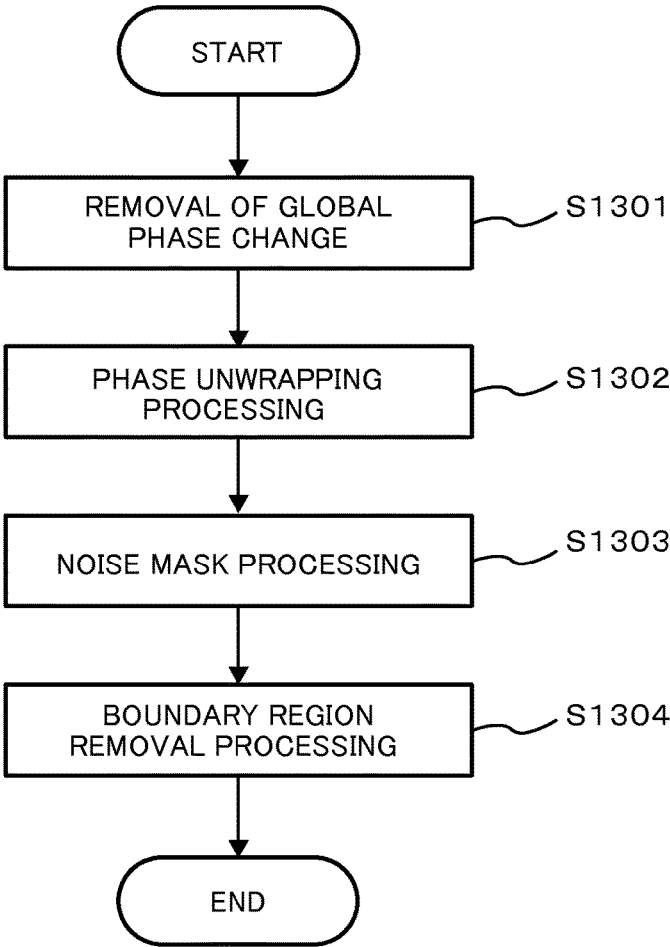 START
REMOVAL OF GLOBAL
PHASE CHANGE
S1301
PHASE UNWRAPPING
PROCESSING
S1302
NOISE MASK PROCESSING
S1303
BOUNDARY REGION
REMOVAL PROCESSING
S1304
END